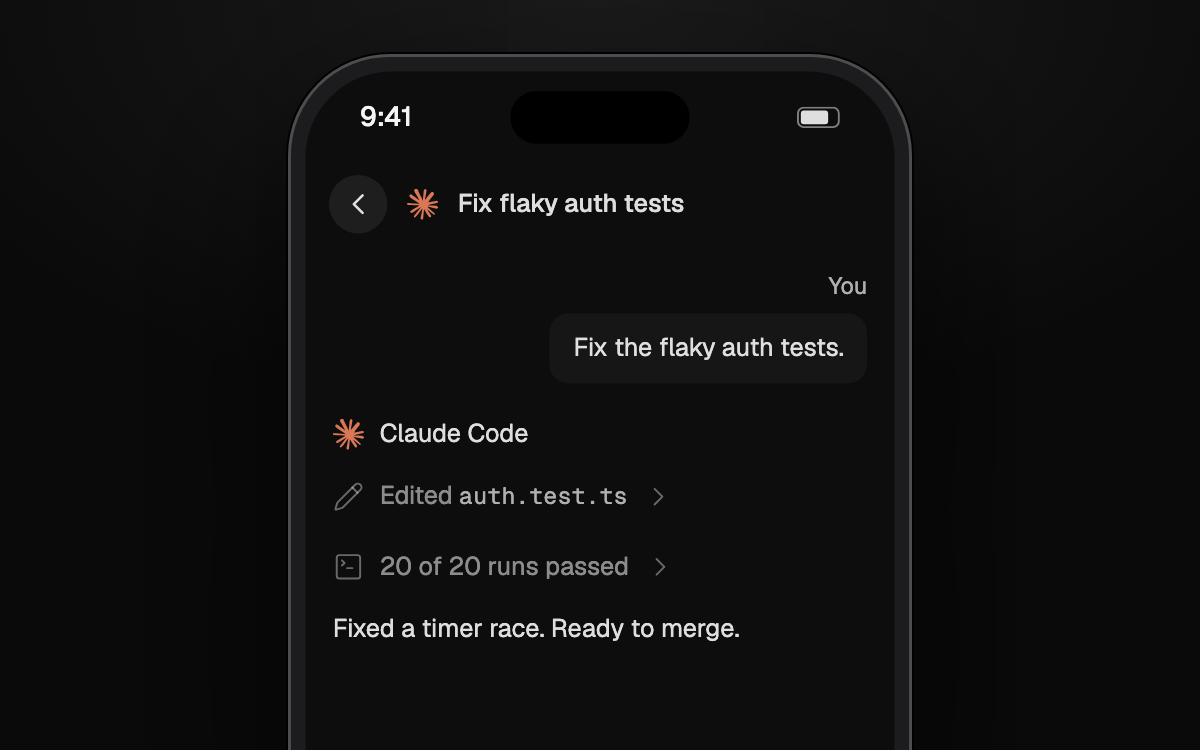 9:41
Fix flaky auth tests
You
Fix the flaky auth tests.
Claude Code
Edited auth.test.ts
20 of 20 runs passed
Fixed a timer race. Ready to merge.